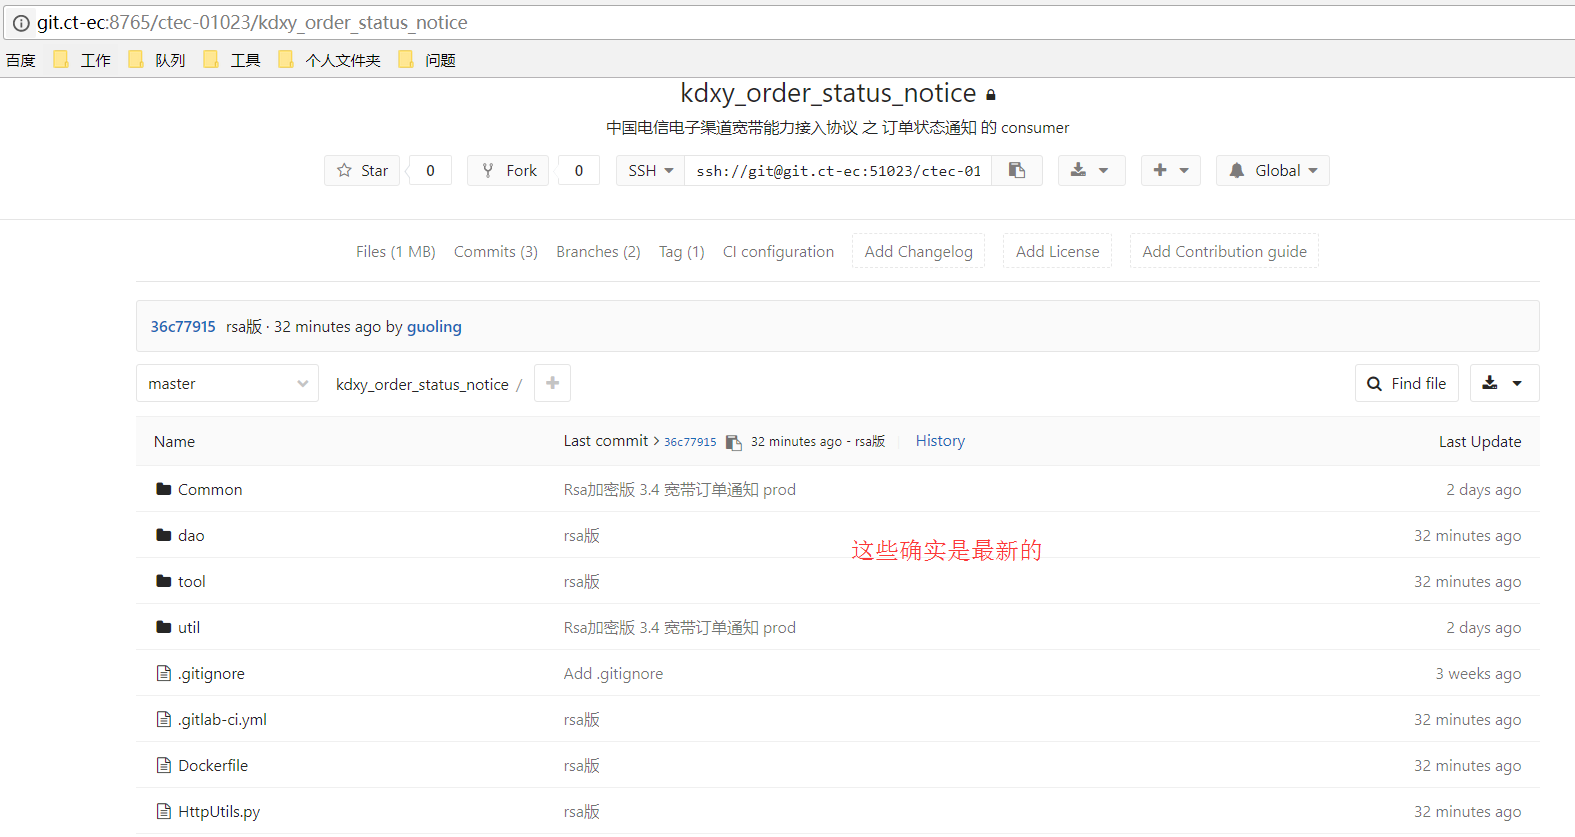 git.ct-ec:8765/ctec-01023/kdxy_order_status_notice
百度 工作 队列 工具 个人文件夹 问题
kdxy_order_status_notice
中国电信电子渠道宽带能力接入协议 之 订单状态通知 的 consumer
Star 0 Fork 0 SSH ssh://git@git.ct-ec:51023/ctec-01 Global
Files (1 MB) Commits (3) Branches (2) Tag (1) CI configuration Add Changelog Add License Add Contribution guide
36c77915 rsa版 · 32 minutes ago by guoling
master kdxy_order_status_notice / Find file
Name Last commit > 36c77915 32 minutes ago - rsa版 History Last Update
Common Rsa加密版 3.4 宽带订单通知 prod 2 days ago
dao rsa版 32 minutes ago
这些确实是最新的
tool rsa版 32 minutes ago
util Rsa加密版 3.4 宽带订单通知 prod 2 days ago
.gitignore Add .gitignore 3 weeks ago
.gitlab-ci.yml rsa版 32 minutes ago
Dockerfile rsa版 32 minutes ago
HttpUtils.py rsa版 32 minutes ago